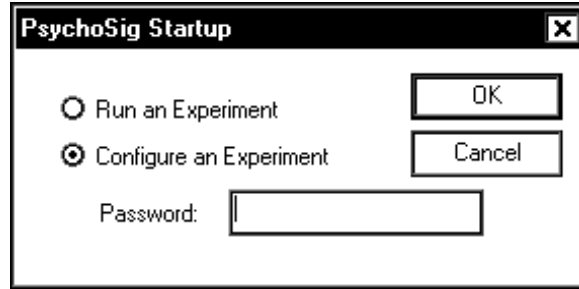 PsychoSig Startup
Run an Experiment
OK
Configure an Experiment
Cancel
Password: